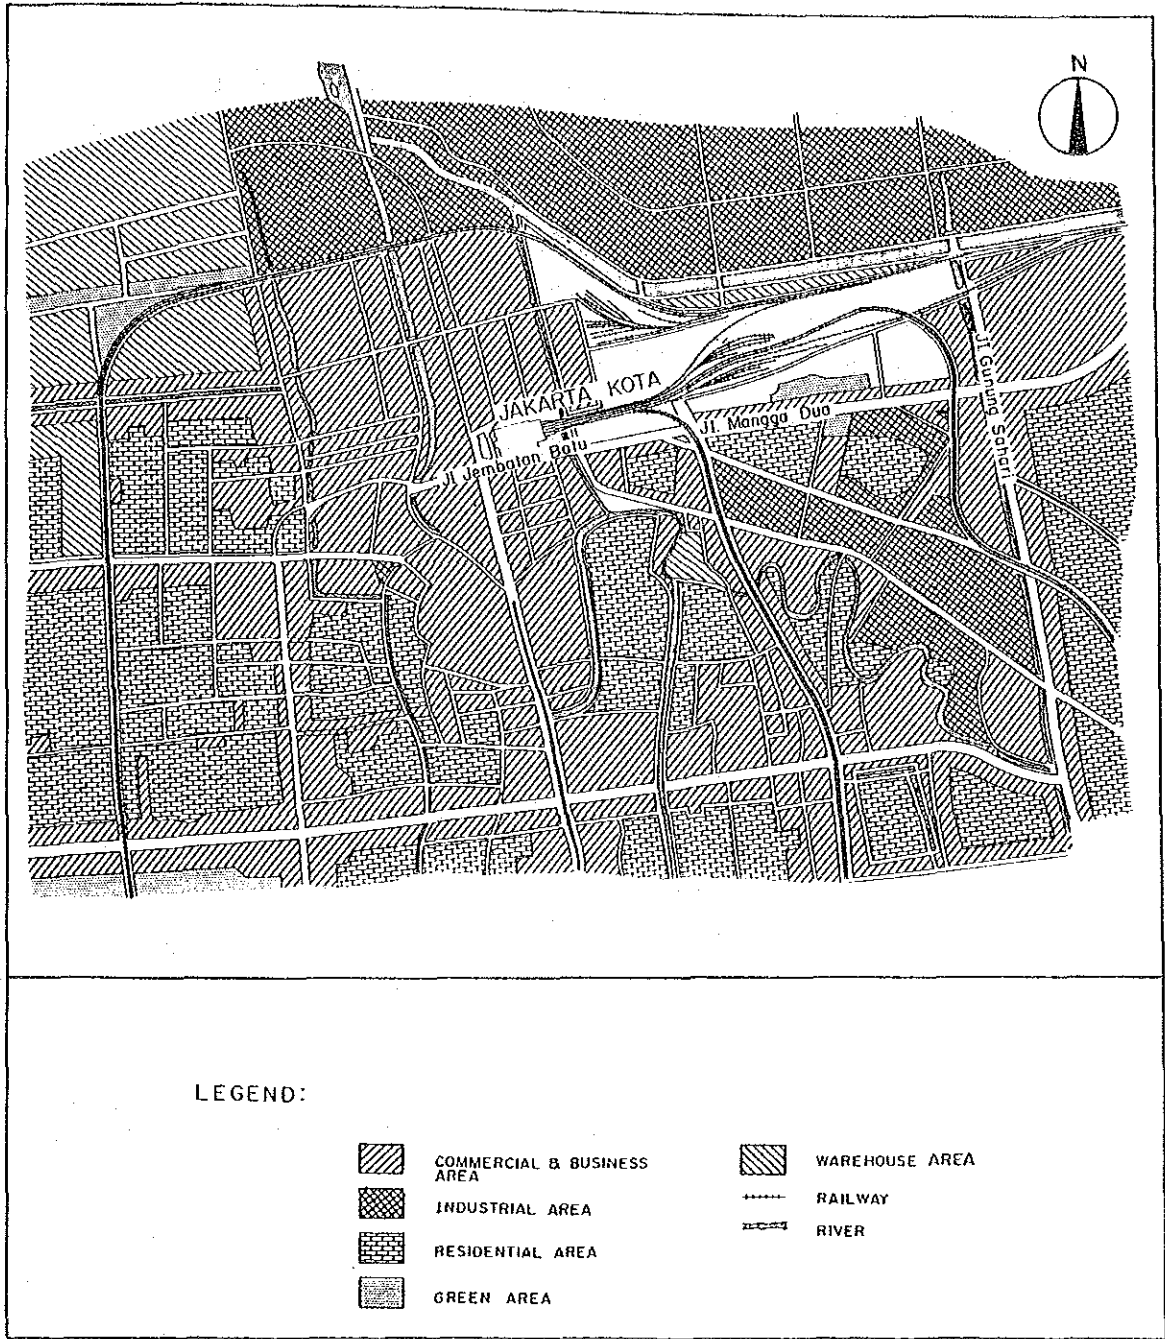 N
JAKARTA KOTA
Jl. Mangga Dua
Jl Jembatan Batu
Jl Gunung Sahari
LEGEND:
COMMERCIAL & BUSINESS
AREA
INDUSTRIAL AREA
RESIDENTIAL AREA
GREEN AREA
WAREHOUSE AREA
RAILWAY
RIVER